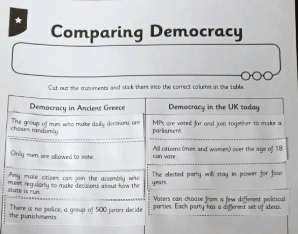 Comparing Democracy
Cut out the statements and stick them into the correct column in the table.
Democracy in Ancient Greece
The group of men who make daily decisions are
chosen randomly.
Only men are allowed to vote.
Any male citizen can join the assembly who
meet regularly to make decisions about how the
state is run.
There is no police; a group of 500 jurors decide
the punishments.
Democracy in the UK today
MPs are voted for and join together to make a
parliament.
All citizens (men and women) over the age of 18
can vote.
The elected party will stay in power for four
years.
Voters can choose from a few different political
parties. Each party has a different set of ideas.